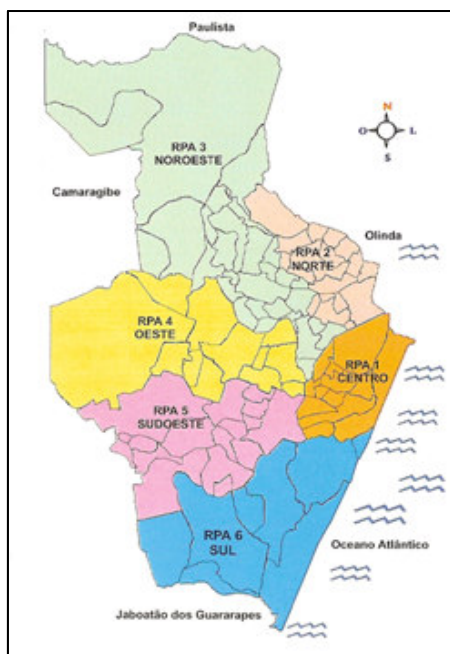 Paulista
N
O L
S
RPA 3
NOROESTE
Camaragibe
Olinda
RPA 2
NORTE
RPA 4
OESTE
RPA 1
CENTRO
RPA 5
SUDOESTE
RPA 6
SUL
Oceano Atlântico
Jaboatão dos Guararapes